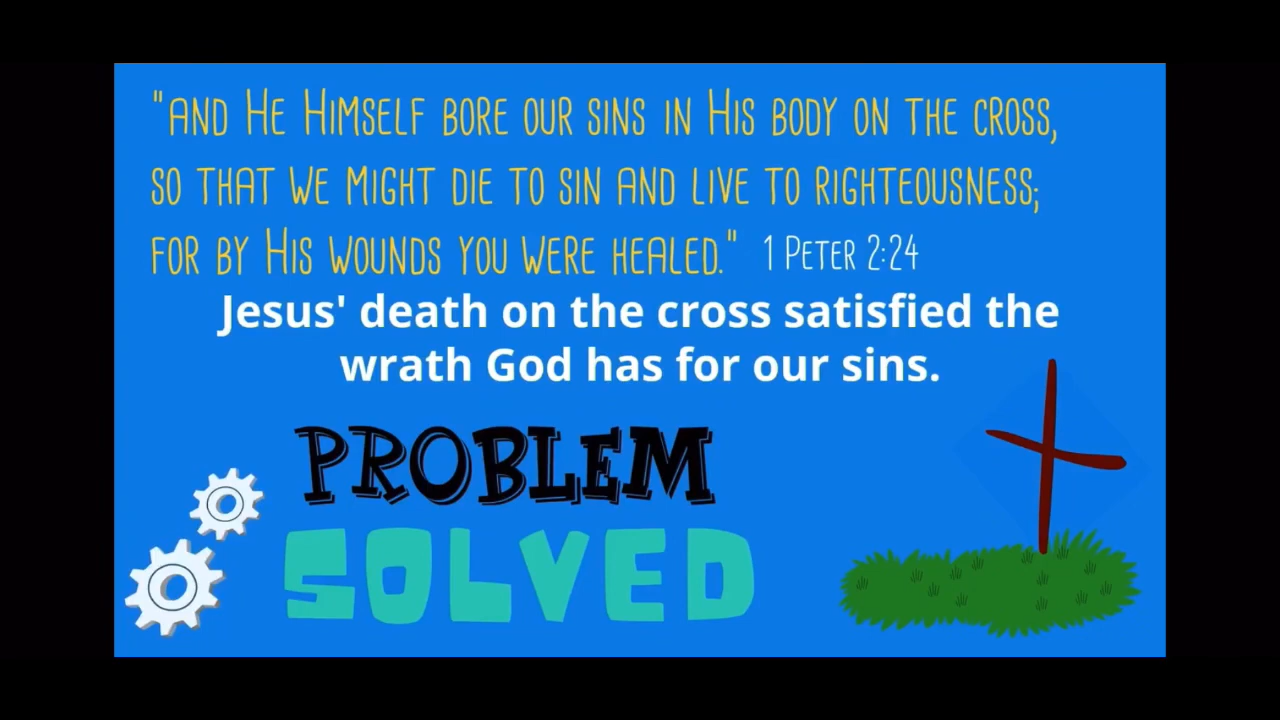 "AND HE HIMSELF BORE OUR SINS IN HIS BODY ON THE CROSS,
SO THAT WE MIGHT DIE TO SIN AND LIVE TO RIGHTEOUSNESS;
FOR BY HIS WOUNDS YOU WERE HEALED." 1 PETER 2:24
Jesus' death on the cross satisfied the
wrath God has for our sins.
PROBLEM
SOLVED